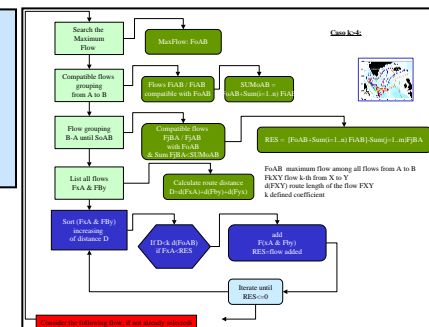 Caso k>4:
Search the
Maximum
Flow
MaxFlow: FoAB
Compatible flows
grouping
from A to B
Flows FiAB / FjAB
compatible with FoAB
SUMoAB =
FoAB+Sum(i=1..n) FiAB
Flow grouping
B-A until SoAB
Compatible flows
FjBA / FjBA
with FoAB
& Sum FjBA<SUMoAB
RES = [FoAB+Sum(i=1..n) FiAB]-Sum(j=1..m)FjBA
List all flows
FxA & FBy
Calculate route distance
D=d(FxA)+d(Fby)+d(Fyx)
FoAB maximum flow among all flows from A to B
FkXY flow k-th from X to Y
d(FXY) route length of the flow FXY
k defined coefficient
Sort (FxA & FBy)
increasing
of distance D
If D<k d(FoAB)
if FxA<RES
add
F(xA & Fby)
RES=flow added
Iterate until
RES<=0
Consider the following flow, if not already selected